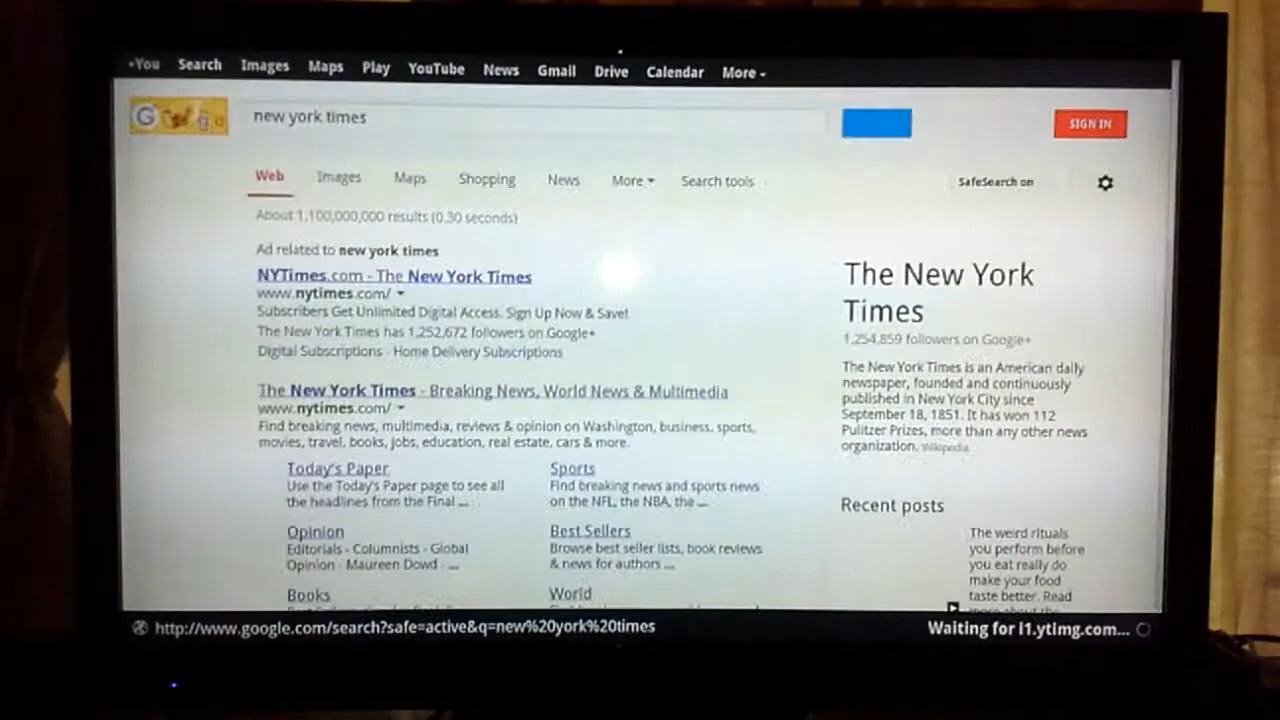 +You Search Images Maps Play YouTube News Gmail Drive Calendar More
new york times
SIGN IN
Web Images Maps Shopping News More Search tools
SafeSearch on
About 1,100,000,000 results (0.30 seconds)
Ad related to new york times
NYTimes.com - The New York Times
www.nytimes.com/
Subscribers Get Unlimited Digital Access. Sign Up Now & Save!
The New York Times has 1,252,672 followers on Google+
Digital Subscriptions - Home Delivery Subscriptions
The New York Times - Breaking News, World News & Multimedia
www.nytimes.com/
Find breaking news, multimedia, reviews & opinion on Washington, business, sports,
movies, travel, books, jobs, education, real estate, cars & more.
Today's Paper
Use the Today's Paper page to see all
the headlines from the Final ...
Sports
Find breaking news and sports news
on the NFL, the NBA, the ...
Opinion
Editorials - Columnists - Global
Opinion - Maureen Dowd - ...
Best Sellers
Browse best seller lists, book reviews
& news for authors ...
Books
World
The New York
Times
1,254,859 followers on Google+
The New York Times is an American daily
newspaper, founded and continuously
published in New York City since
September 18, 1851. It has won 112
Pulitzer Prizes, more than any other news
organization. Wikipedia
Recent posts
The weird rituals
you perform before
you eat really do
make your food
taste better. Read
more about the
http://www.google.com/search?safe=active&q=new%20york%20times
Waiting for i1.ytimg.com...